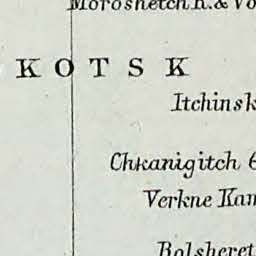 Moroshetch R. & Vo
KOTSK
Itchinsk
Chkanigitch
Verkne Kam
Bolsheret